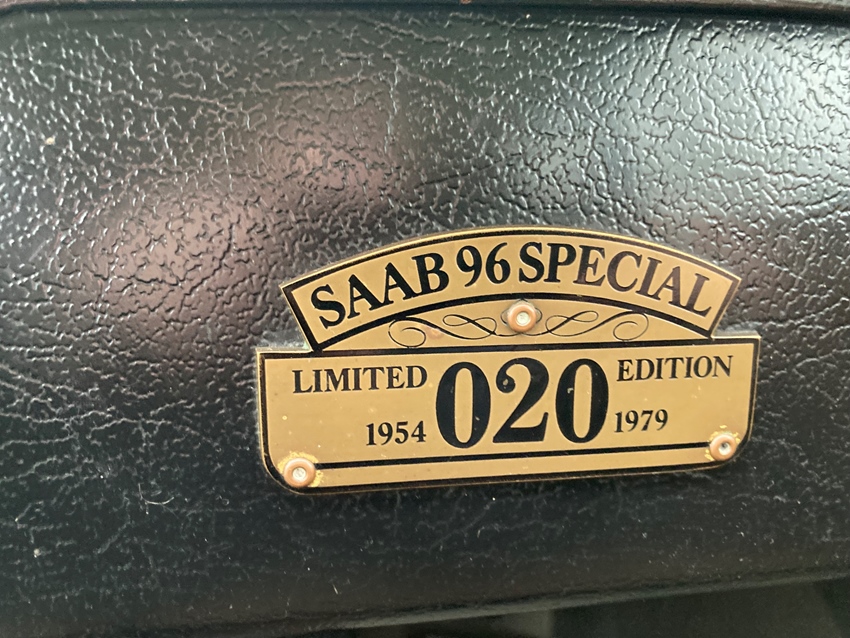 SAAB 96 SPECIAL
LIMITED 020 EDITION
1954 1979